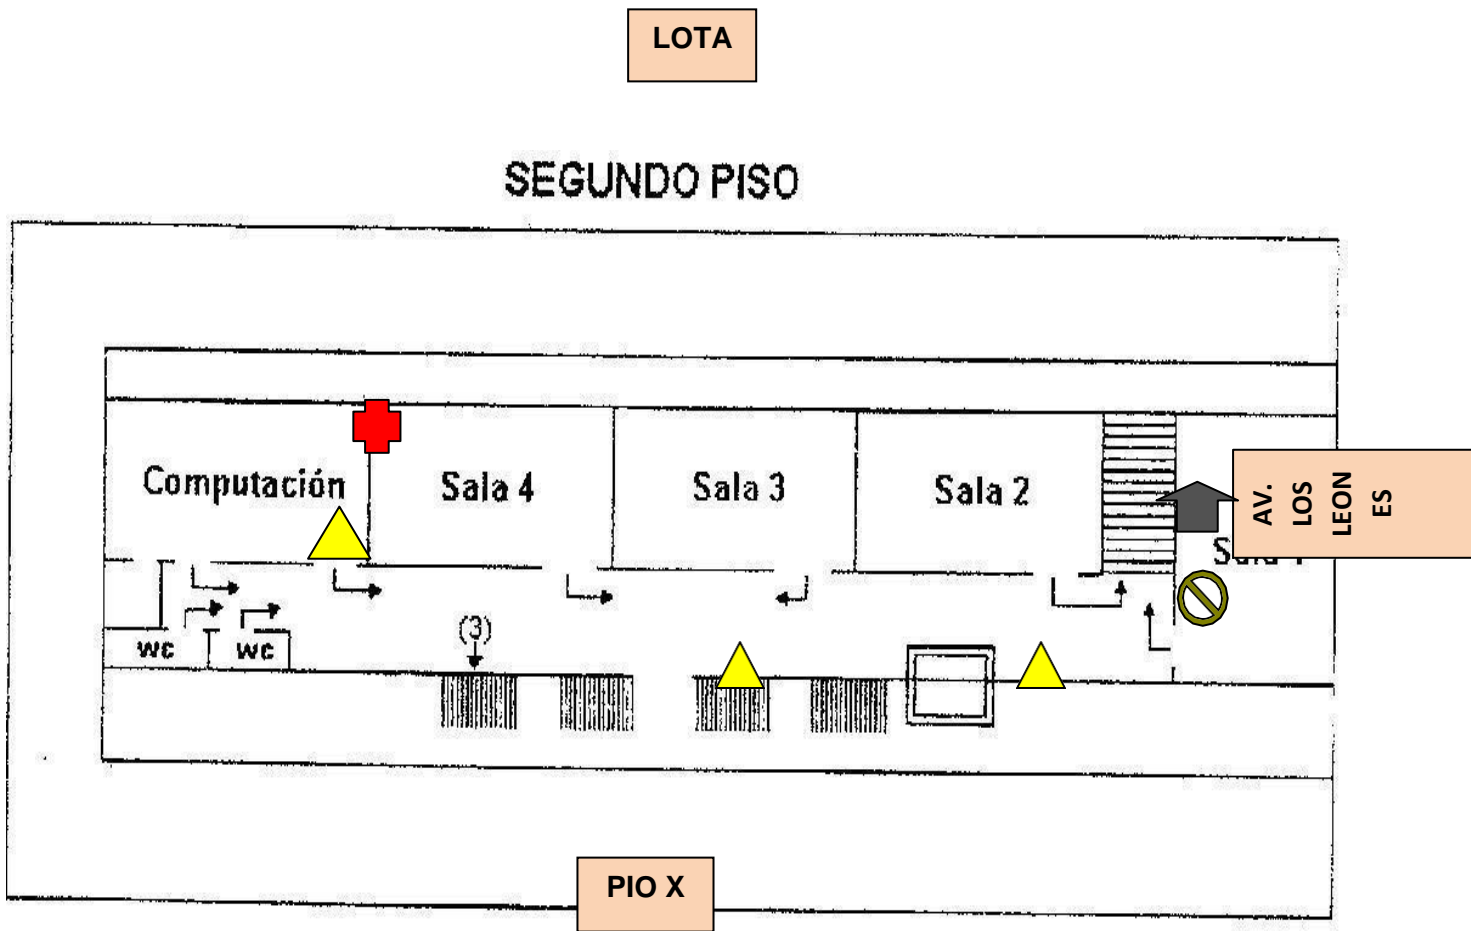 LOTA
SEGUNDO PISO
Computación
Sala 4
Sala 3
Sala 2
AV.
LOS
LEON
ES
(3)
wc
wc
PIO X